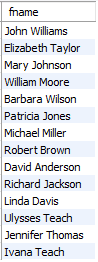 fname
John Williams
Elizabeth Taylor
Mary Johnson
William Moore
Barbara Wilson
Patricia Jones
Michael Miller
Robert Brown
David Anderson
Richard Jackson
Linda Davis
Ulysses Teach
Jennifer Thomas
Ivana Teach